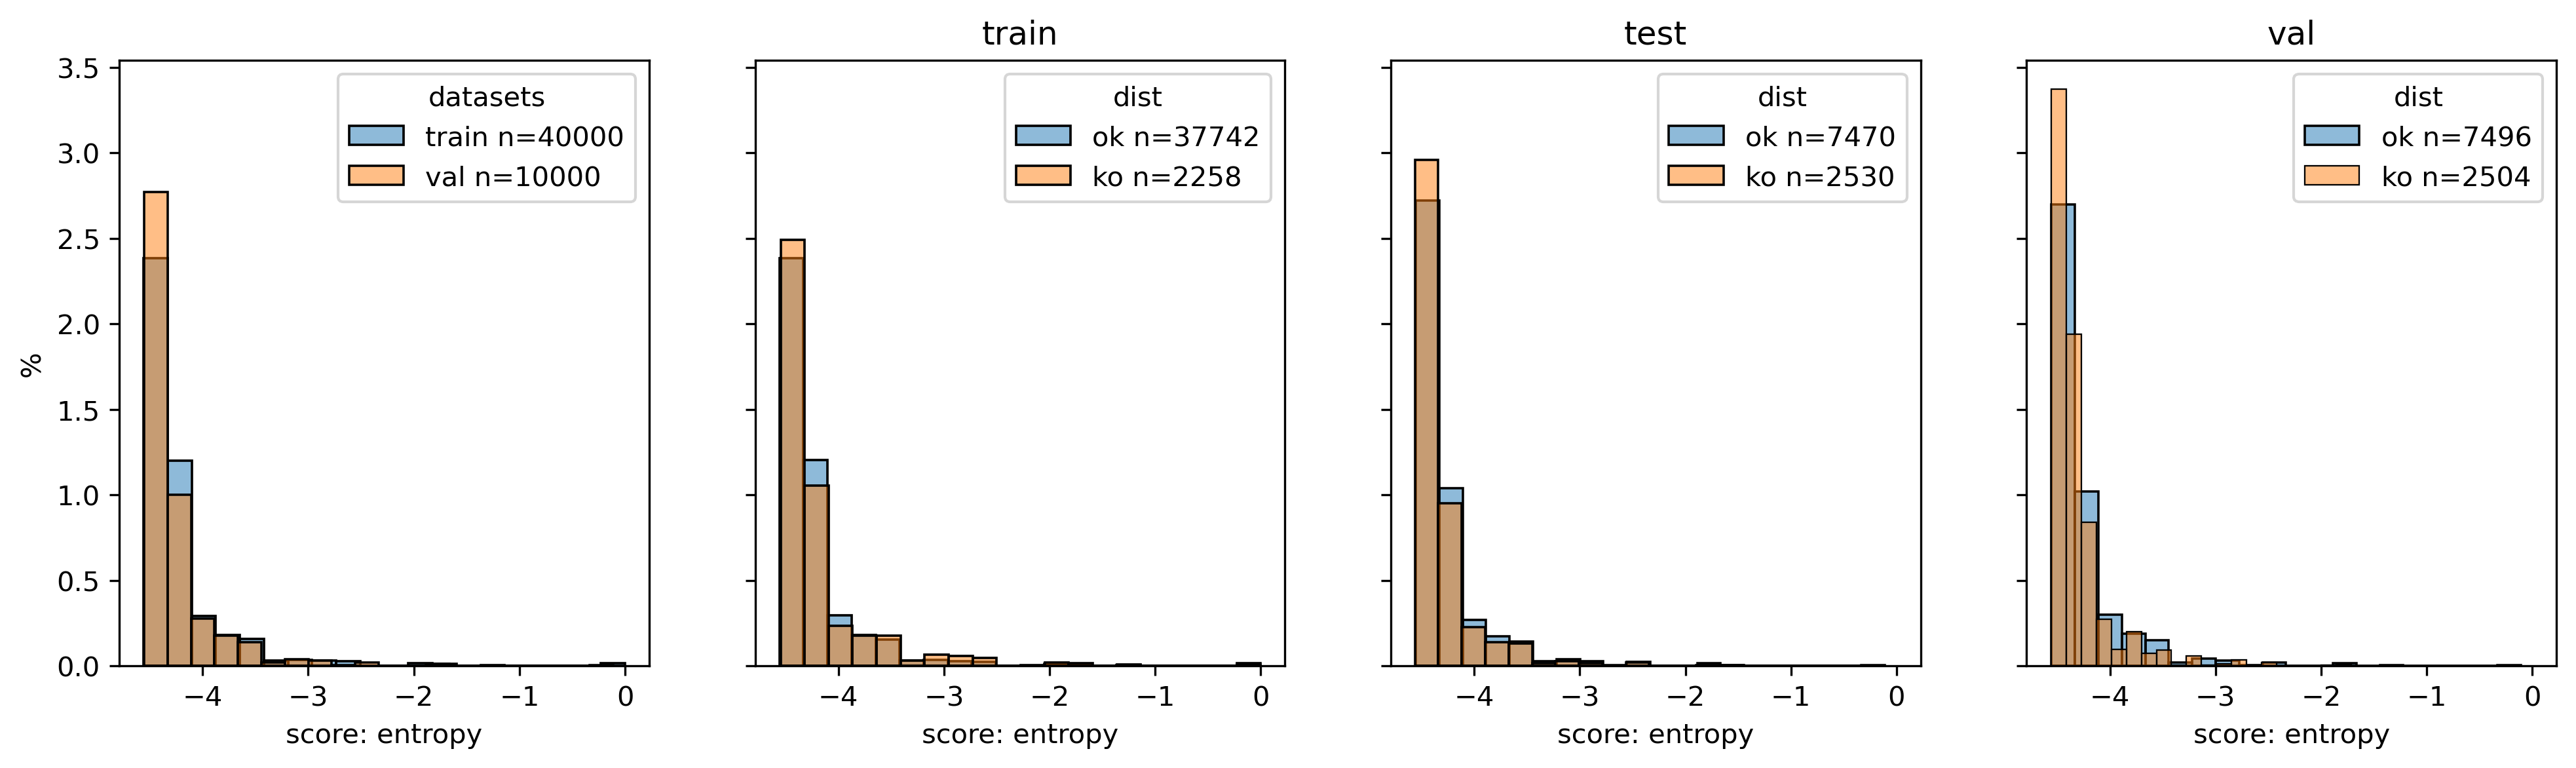 train
test
val
3.5
3.0
2.5
2.0
1.5
1.0
0.5
0.0
%
datasets
train n=40000
val n=10000
−4 −3 −2 −1 0
score: entropy
dist
ok n=37742
ko n=2258
−4 −3 −2 −1 0
score: entropy
dist
ok n=7470
ko n=2530
−4 −3 −2 −1 0
score: entropy
dist
ok n=7496
ko n=2504
−4 −3 −2 −1 0
score: entropy